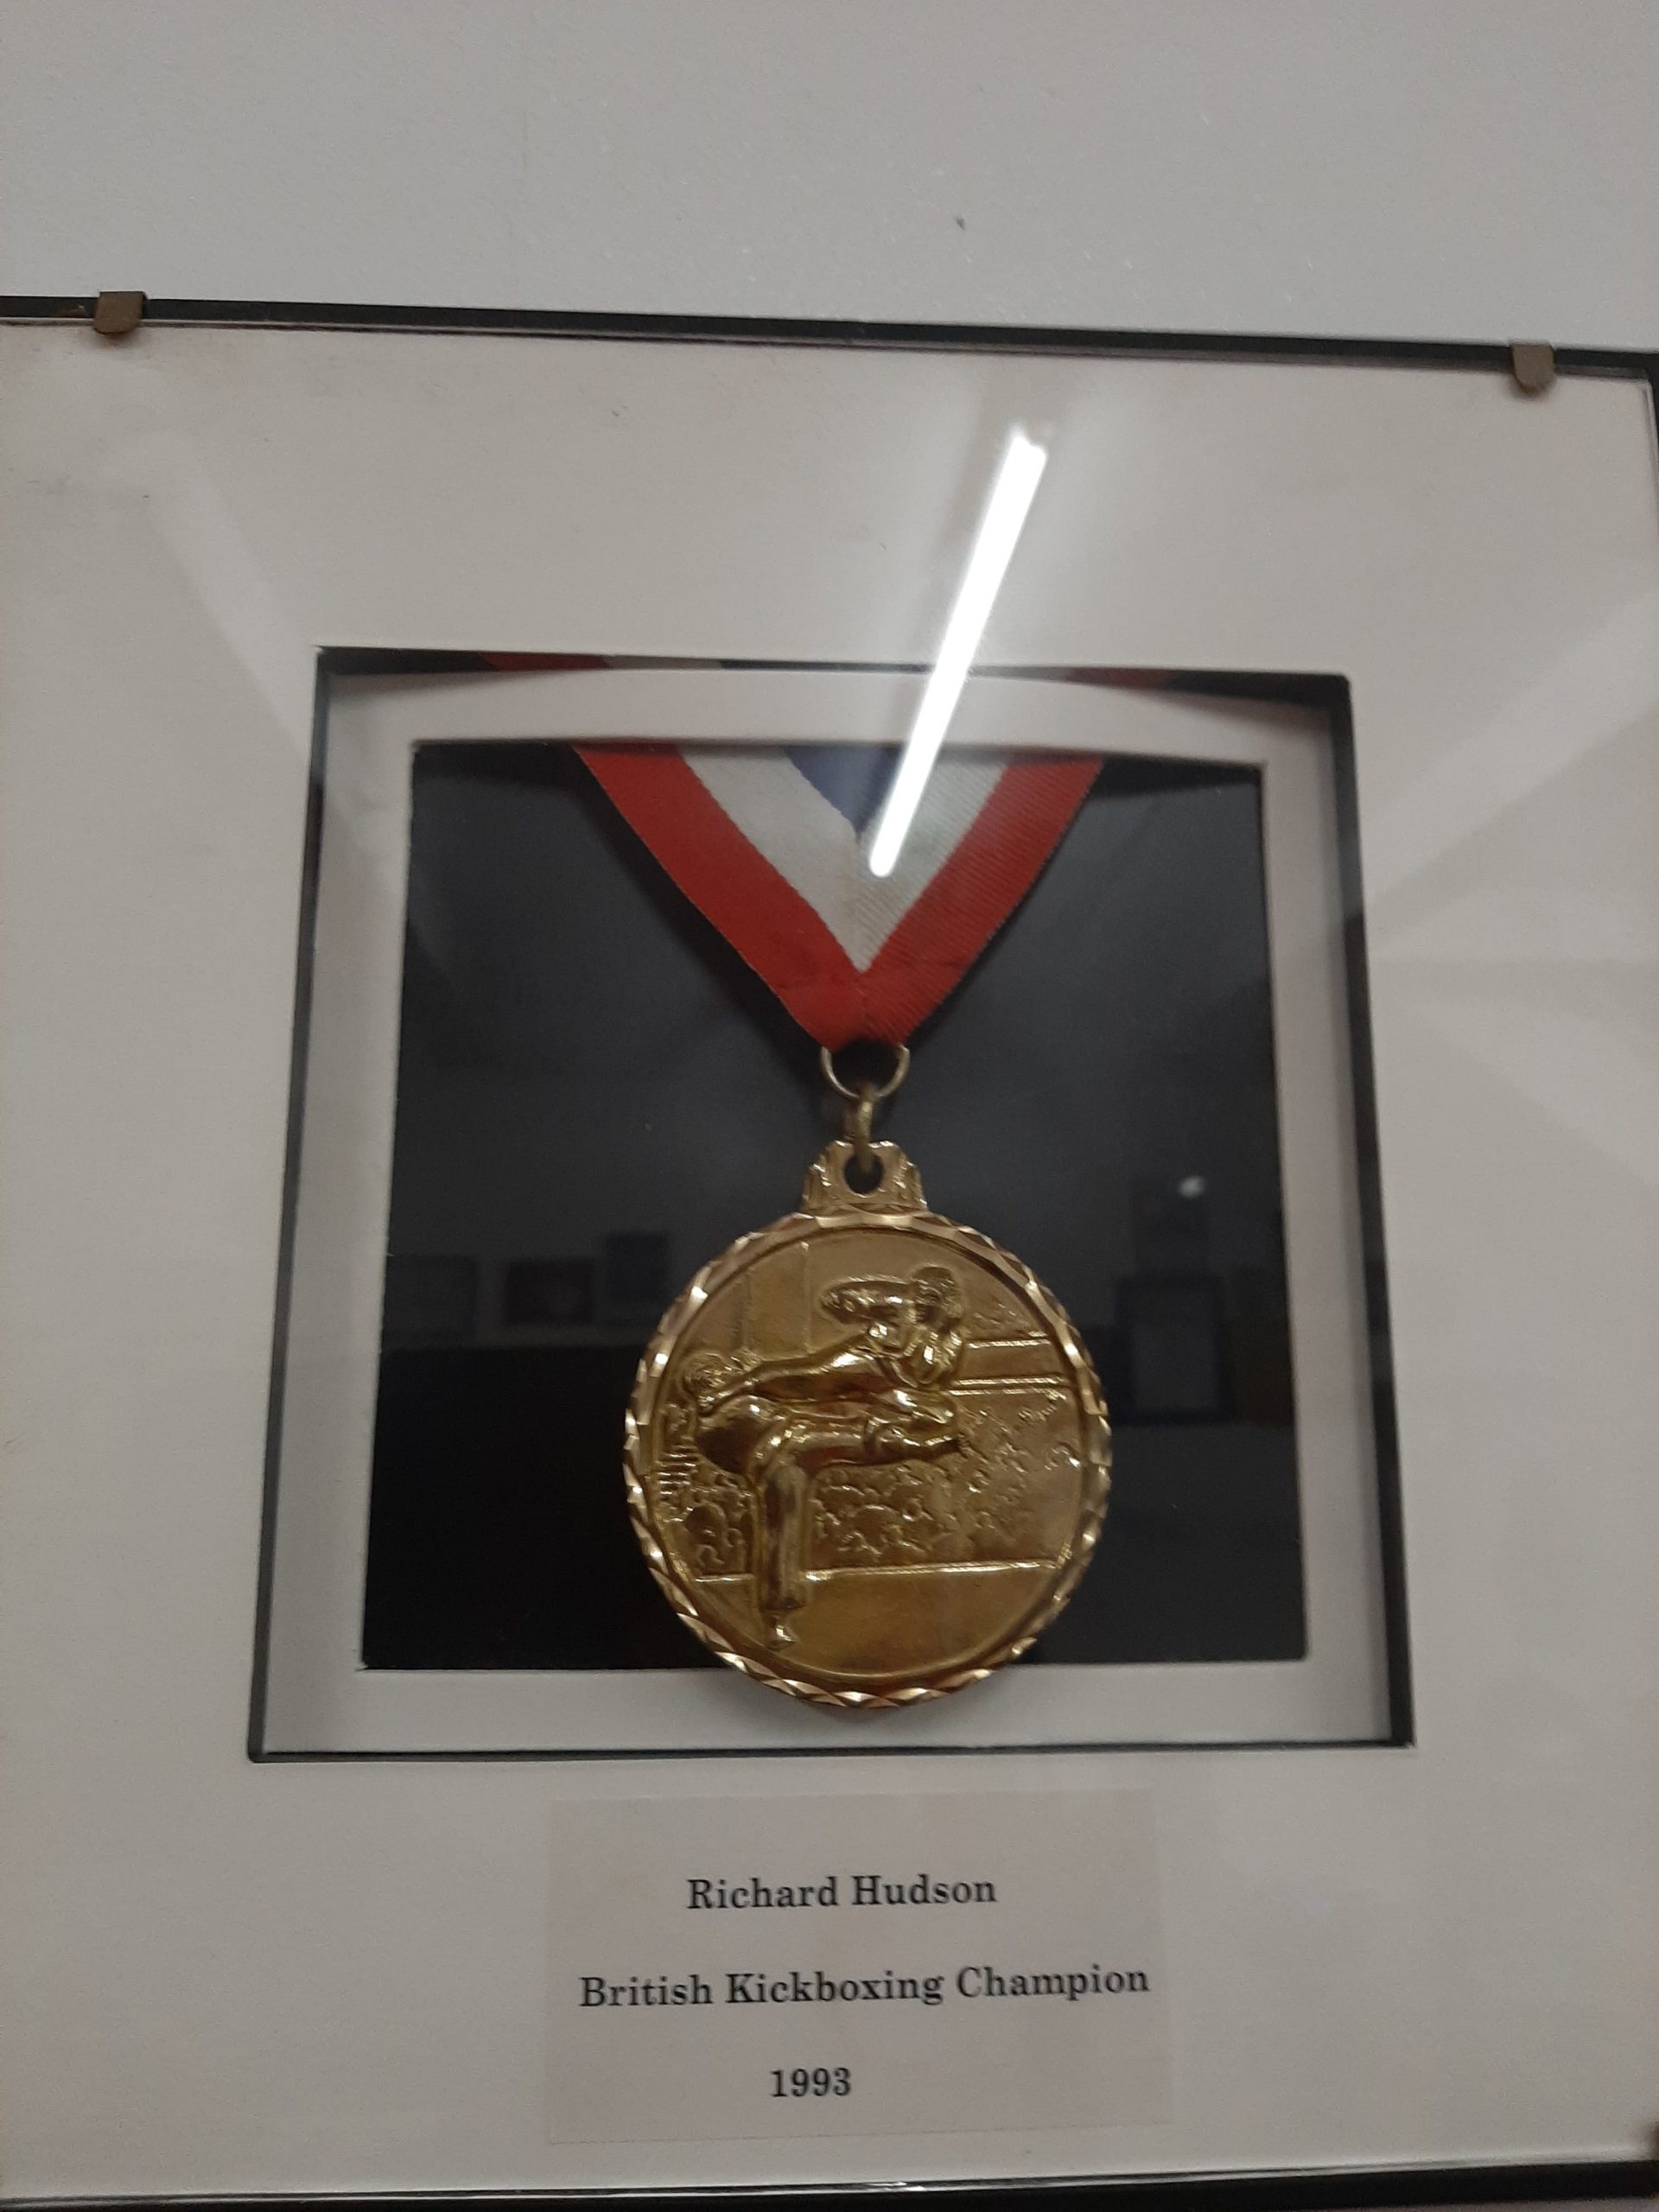 Richard Hudson
British Kickboxing Champion
1993